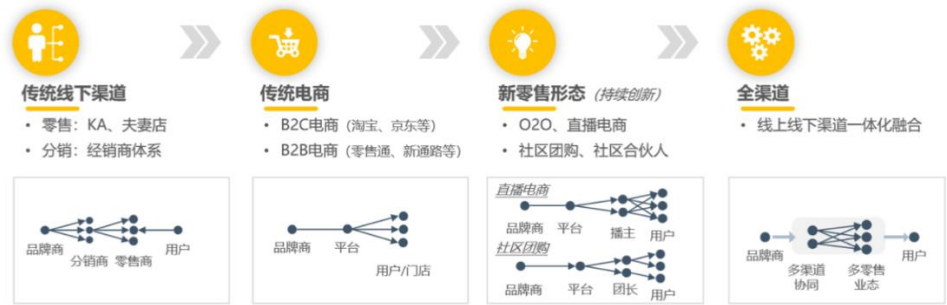 传统线下渠道
• 零售：KA、夫妻店
• 分销：经销商体系
品牌商
分销商
零售商
用户
传统电商
• B2C电商（淘宝、京东等）
• B2B电商（零售通、新通路等）
品牌商
平台
用户/门店
新零售形态（持续创新）
• O2O、直播电商
• 社区团购、社区合伙人
直播电商
品牌商
平台
播主
用户
社区团购
品牌商
平台
团长
用户
全渠道
• 线上线下渠道一体化融合
品牌商
多渠道
协同
多零售
业态
用户